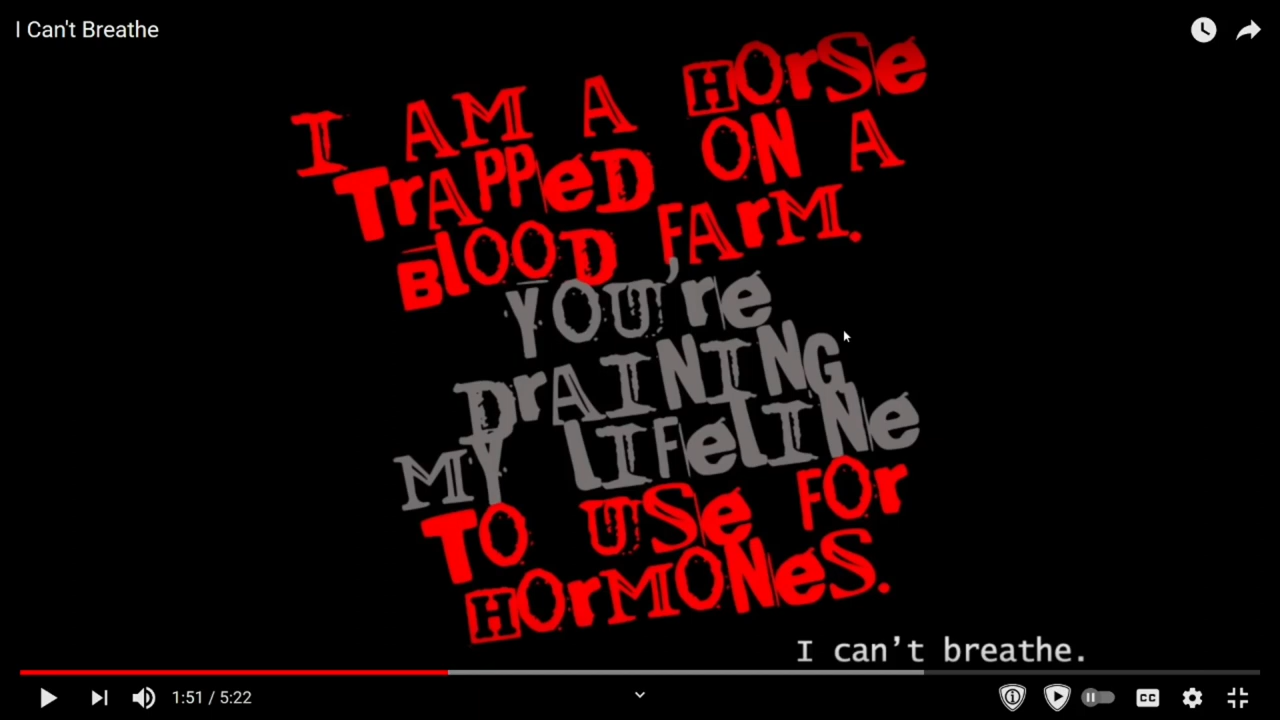 I Can't Breathe
I AM A HOrSe
TrAPPeD ON A
BlOOD FArM.
YOU're
DrAINING
MY lIFelINe
TO USe FOr
HOrMONeS.
I can't breathe.
1:51 / 5:22
CC